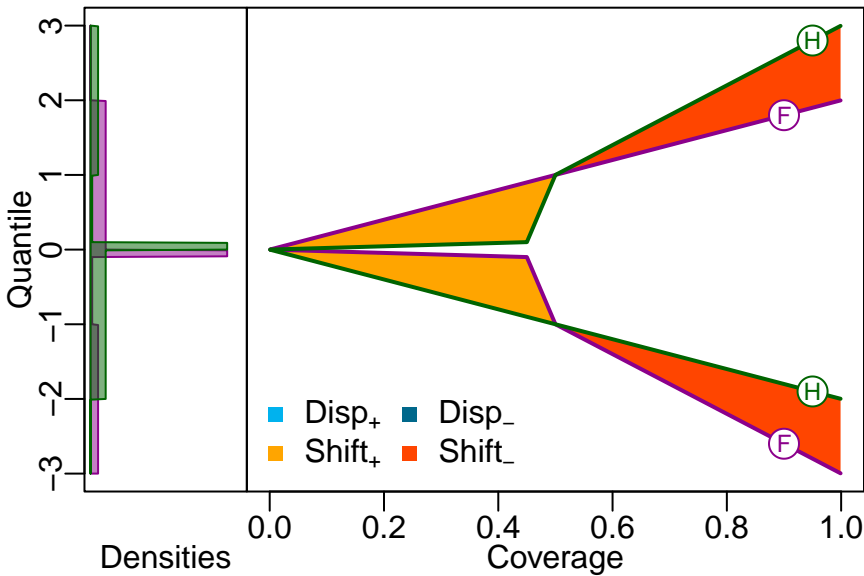 Quantile
3
2
1
0
−1
−2
−3
H
F
H
F
Disp₊ Disp₋
Shift₊ Shift₋
0.0 0.2 0.4 0.6 0.8 1.0
Densities Coverage